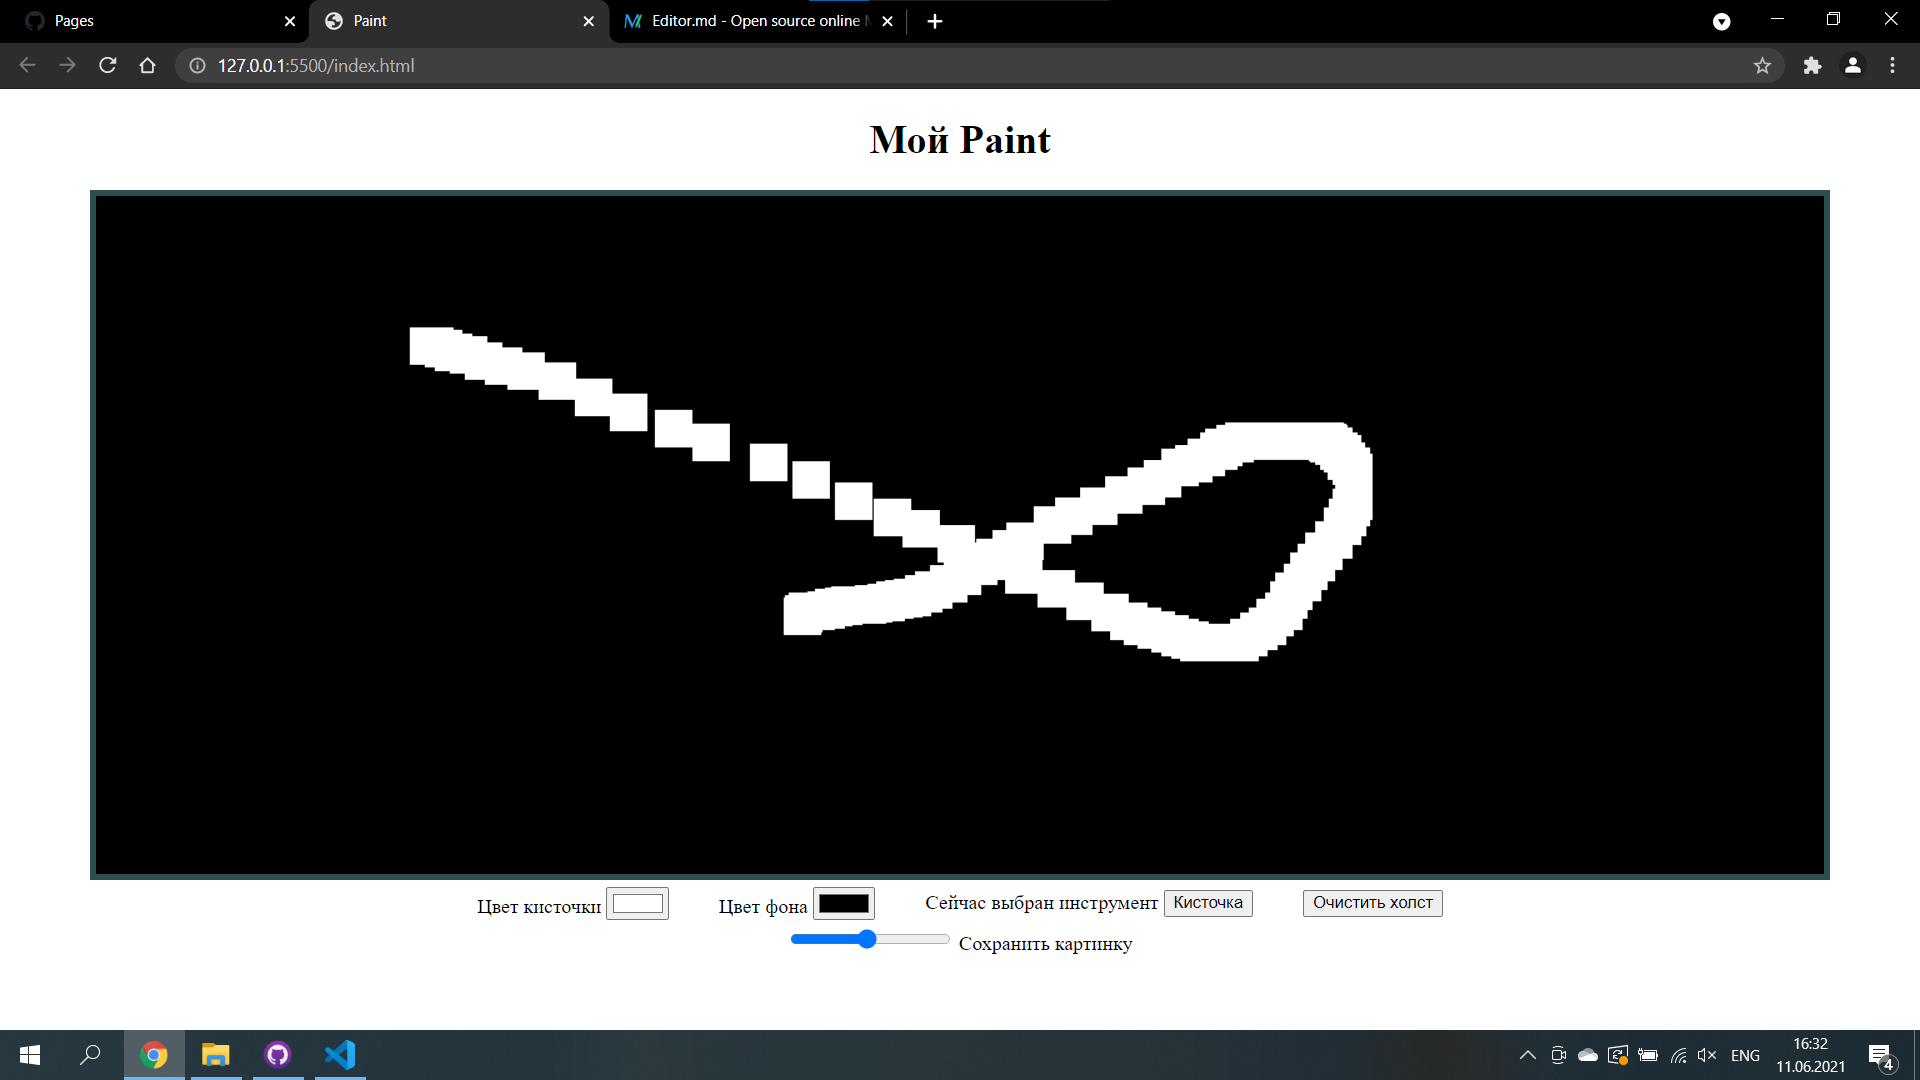 Pages
Paint
Editor.md - Open source online
127.0.0.1:5500/index.html
Мой Paint
Цвет кисточки
Цвет фона
Сейчас выбран инструмент
Кисточка
Очистить холст
Сохранить картинку
ENG
16:32
11.06.2021
4